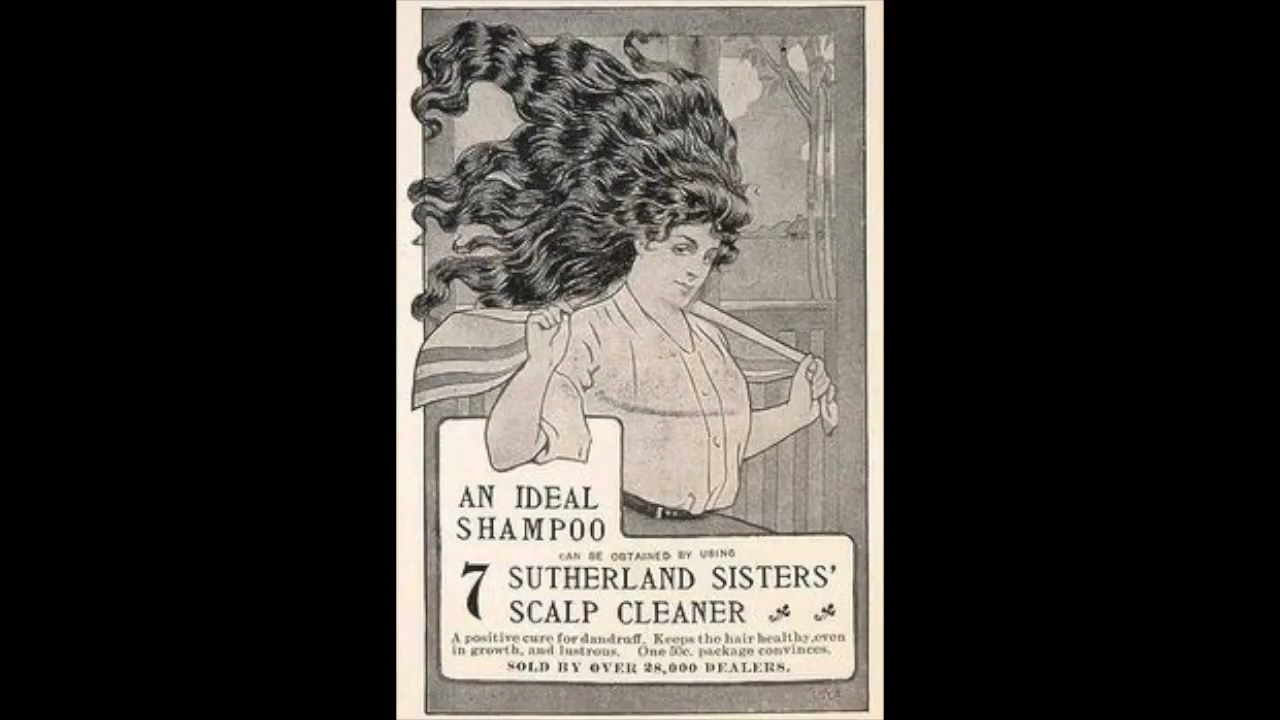 AN IDEAL
SHAMPOO
CAN BE OBTAINED BY USING
7 SUTHERLAND SISTERS'
SCALP CLEANER
A positive cure for dandruff. Keeps the hair healthy, even
in growth, and lustrous. One 50c. package convinces.
SOLD BY OVER 28,000 DEALERS.